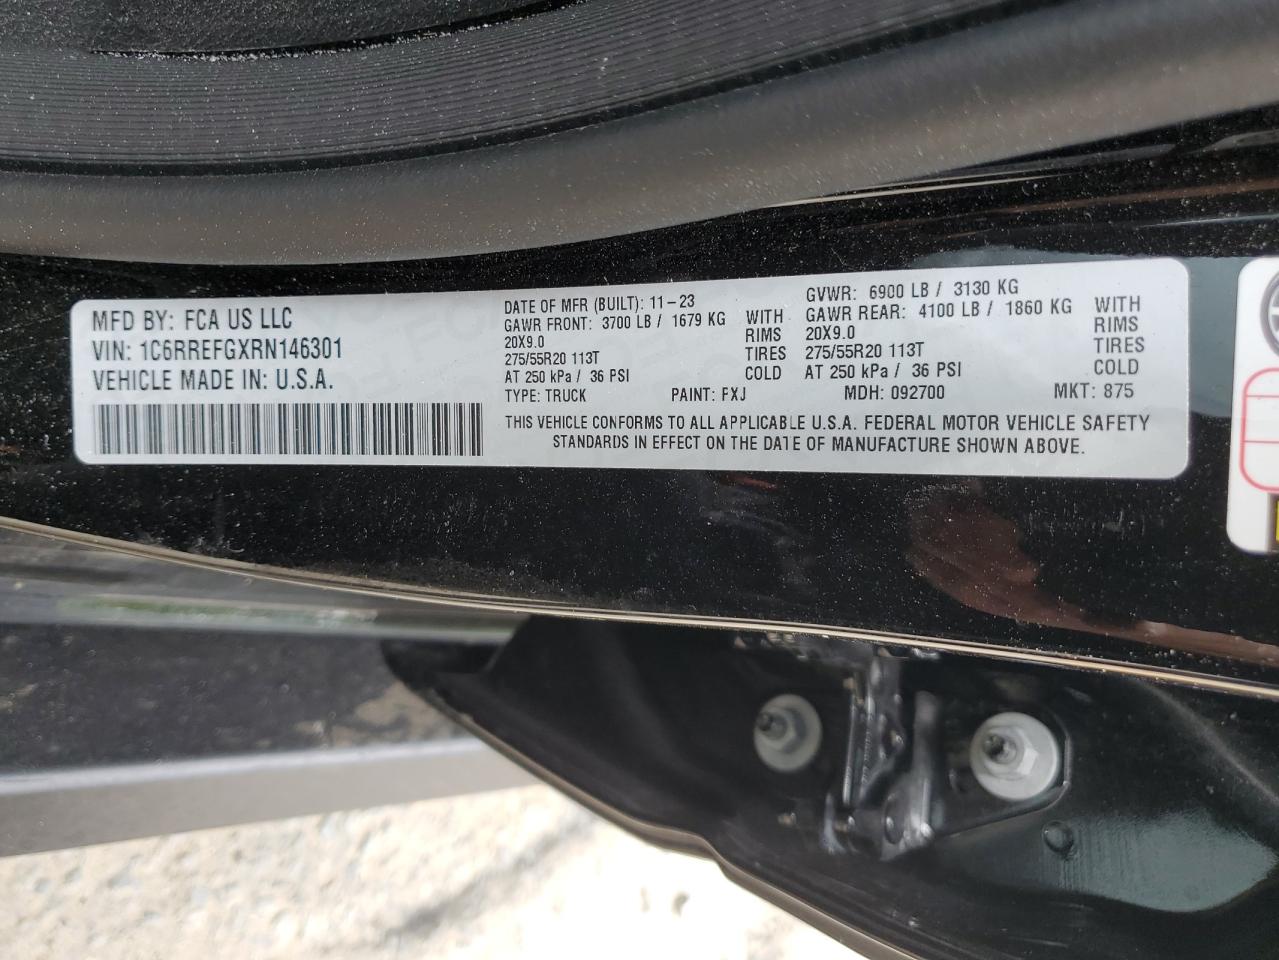 MFD BY: FCA US LLC
VIN: 1C6RREFGXRN146301
VEHICLE MADE IN: U.S.A.
DATE OF MFR (BUILT): 11-23
GAWR FRONT: 3700 LB / 1679 KG WITH
20X9.0 RIMS
275/55R20 113T TIRES
AT 250 kPa / 36 PSI COLD
GVWR: 6900 LB / 3130 KG
GAWR REAR: 4100 LB / 1860 KG WITH
20X9.0 RIMS
275/55R20 113T TIRES
AT 250 kPa / 36 PSI COLD
TYPE: TRUCK PAINT: FXJ MDH: 092700 MKT: 875
THIS VEHICLE CONFORMS TO ALL APPLICABLE U.S.A. FEDERAL MOTOR VEHICLE SAFETY
STANDARDS IN EFFECT ON THE DATE OF MANUFACTURE SHOWN ABOVE.